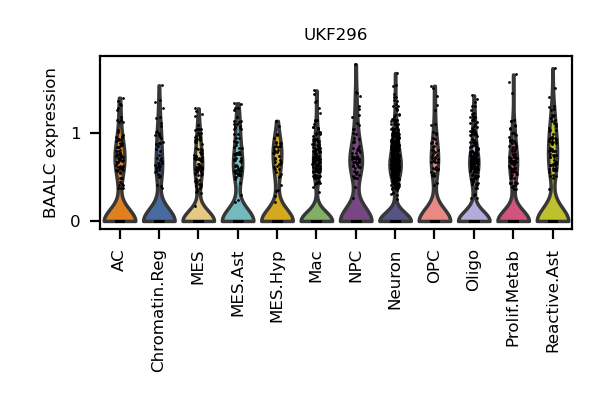 UKF296
BAALC expression
1
0
AC
Chromatin.Reg
MES
MES.Ast
MES.Hyp
Mac
NPC
Neuron
OPC
Oligo
Prolif.Metab
Reactive.Ast